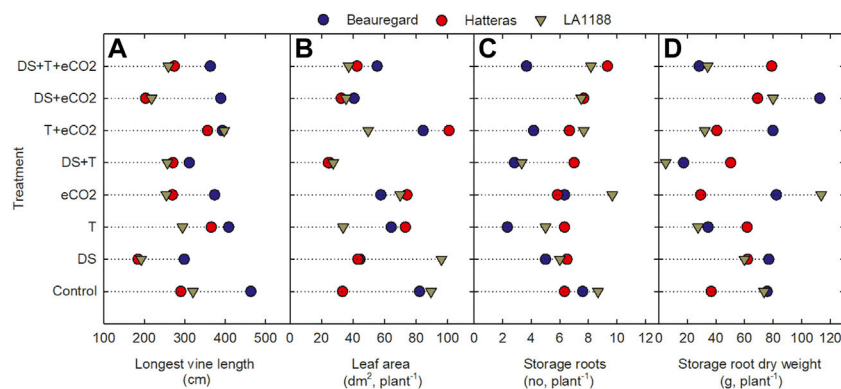 Beauregard Hatteras LA1188
A B C D
DS+T+eCO2
DS+eCO2
T+eCO2
DS+T
eCO2
T
DS
Control
Treatment
100 200 300 400 500 0 20 40 60 80 100 0 2 4 6 8 10 12 0 20 40 60 80 100 120
Longest vine length Leaf area Storage roots Storage root dry weight
(cm) (dm², plant⁻¹) (no, plant⁻¹) (g, plant⁻¹)